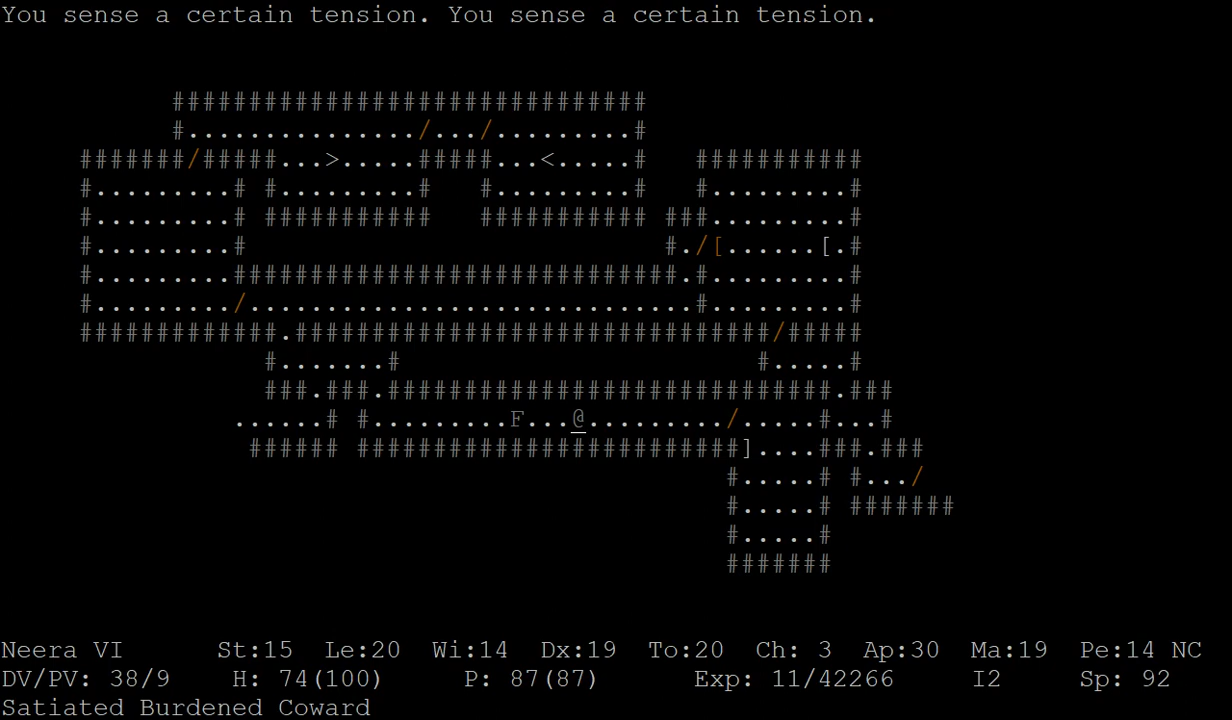 You sense a certain tension. You sense a certain tension.
###############################
#.............../.../.........#
#######/#####...>.....#####...<.....#   ###########
#.........# #.........#   #.........#   #.........#
#.........# ###########   ########### ###.........#
#.........#                           #./[......[.#
#.........#############################.#.........#
#........./.............................#.........#
#############.###############################/#####
#.......#                       #.....#
###.###.#############################.###
......# #.........F...@........./.....#...#
###### #########################]....###.###
#.....# #.../
#.....# #######
#.....#
#######
Neera VI St:15 Le:20 Wi:14 Dx:19 To:20 Ch: 3 Ap:30 Ma:19 Pe:14 NC
DV/PV: 38/9 H: 74(100) P: 87(87) Exp: 11/42266 I2 Sp: 92
Satiated Burdened Coward